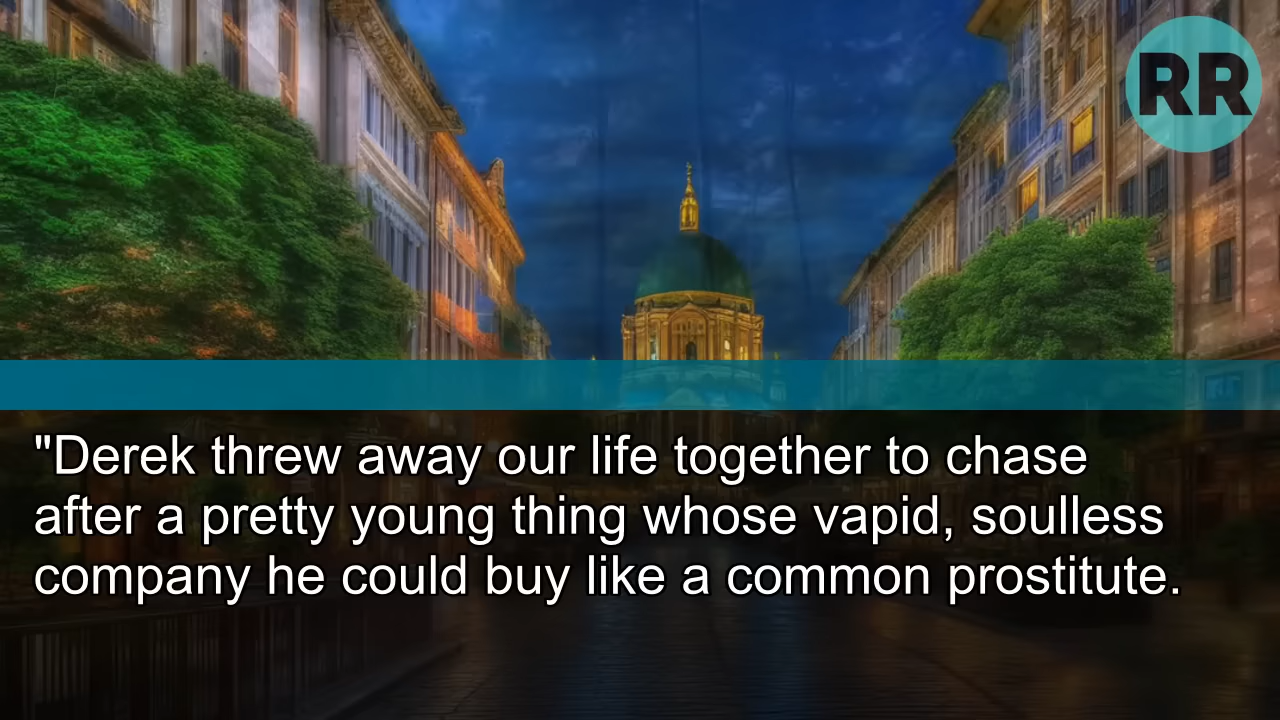 RR
"Derek threw away our life together to chase
after a pretty young thing whose vapid, soulless
company he could buy like a common prostitute.